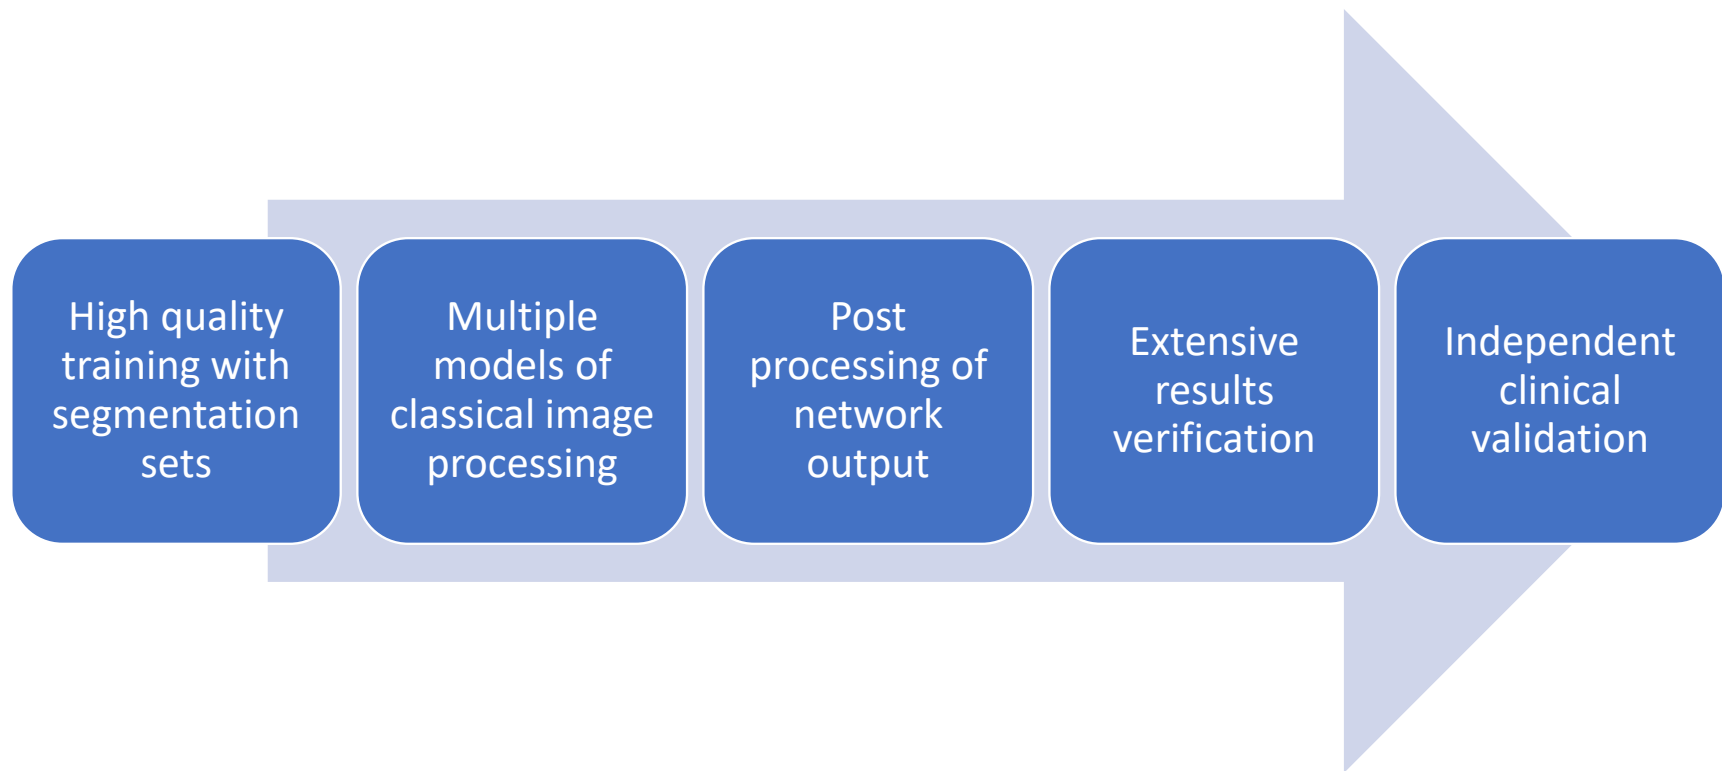 High quality
training with
segmentation
sets
Multiple
models of
classical image
processing
Post
processing of
network
output
Extensive
results
verification
Independent
clinical
validation